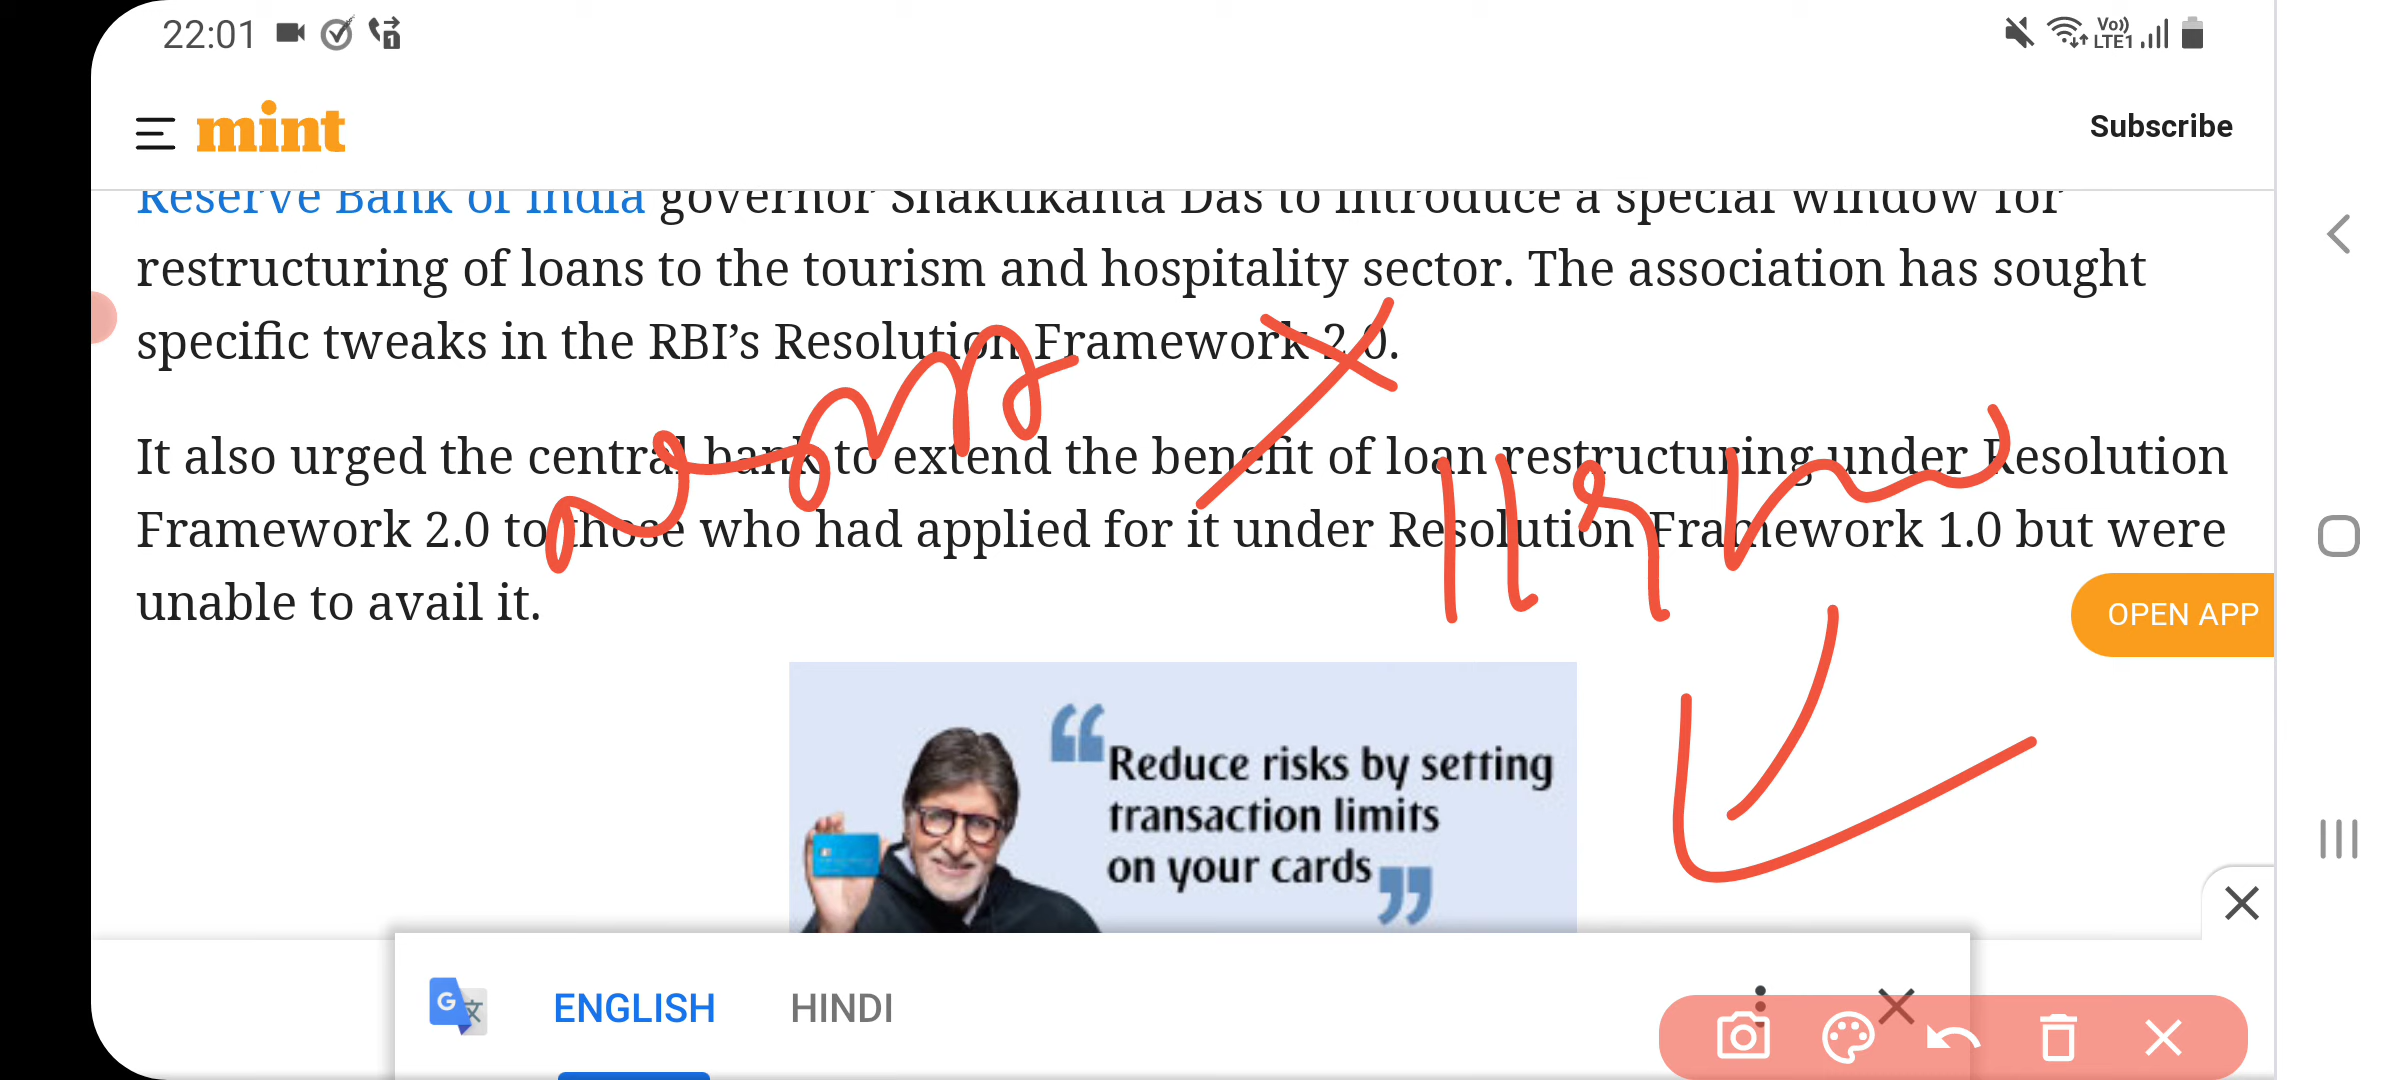 22:01
Vo))
LTE1
mint
Subscribe
Reserve Bank of India governor Shaktikanta Das to introduce a special window for
restructuring of loans to the tourism and hospitality sector. The association has sought
specific tweaks in the RBI’s Resolution Framework 2.0.
It also urged the central bank to extend the benefit of loan restructuring under Resolution
Framework 2.0 to those who had applied for it under Resolution Framework 1.0 but were
unable to avail it.
OPEN APP
“Reduce risks by setting
transaction limits
on your cards”
ENGLISH HINDI